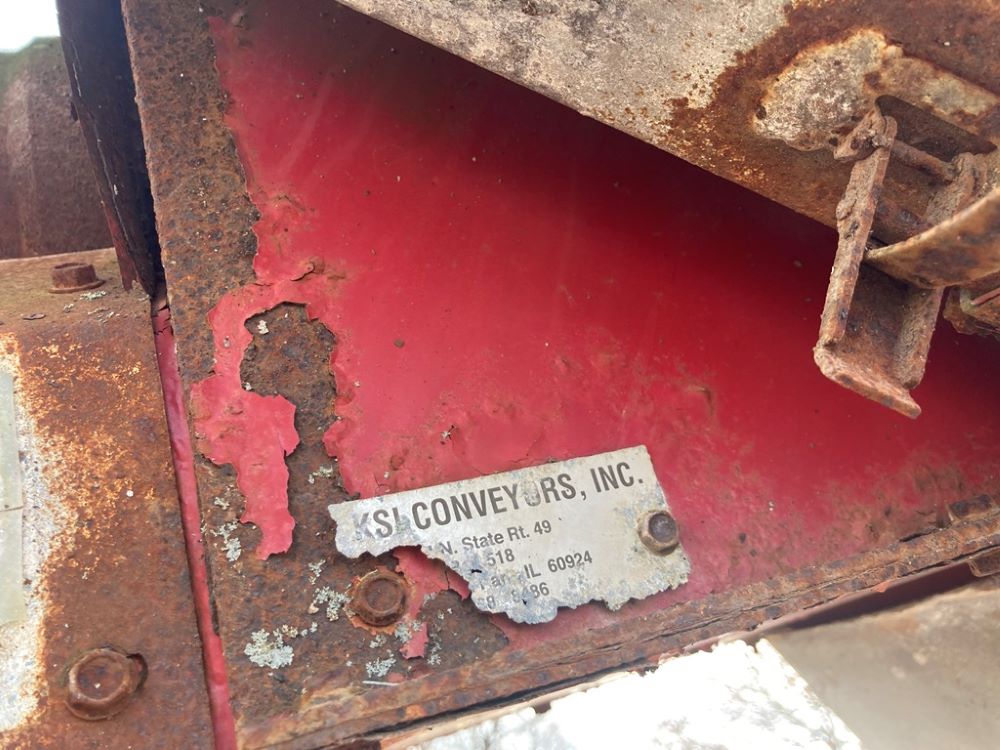 KSI CONVEYORS, INC.
N. State Rt. 49
518
IL 60924